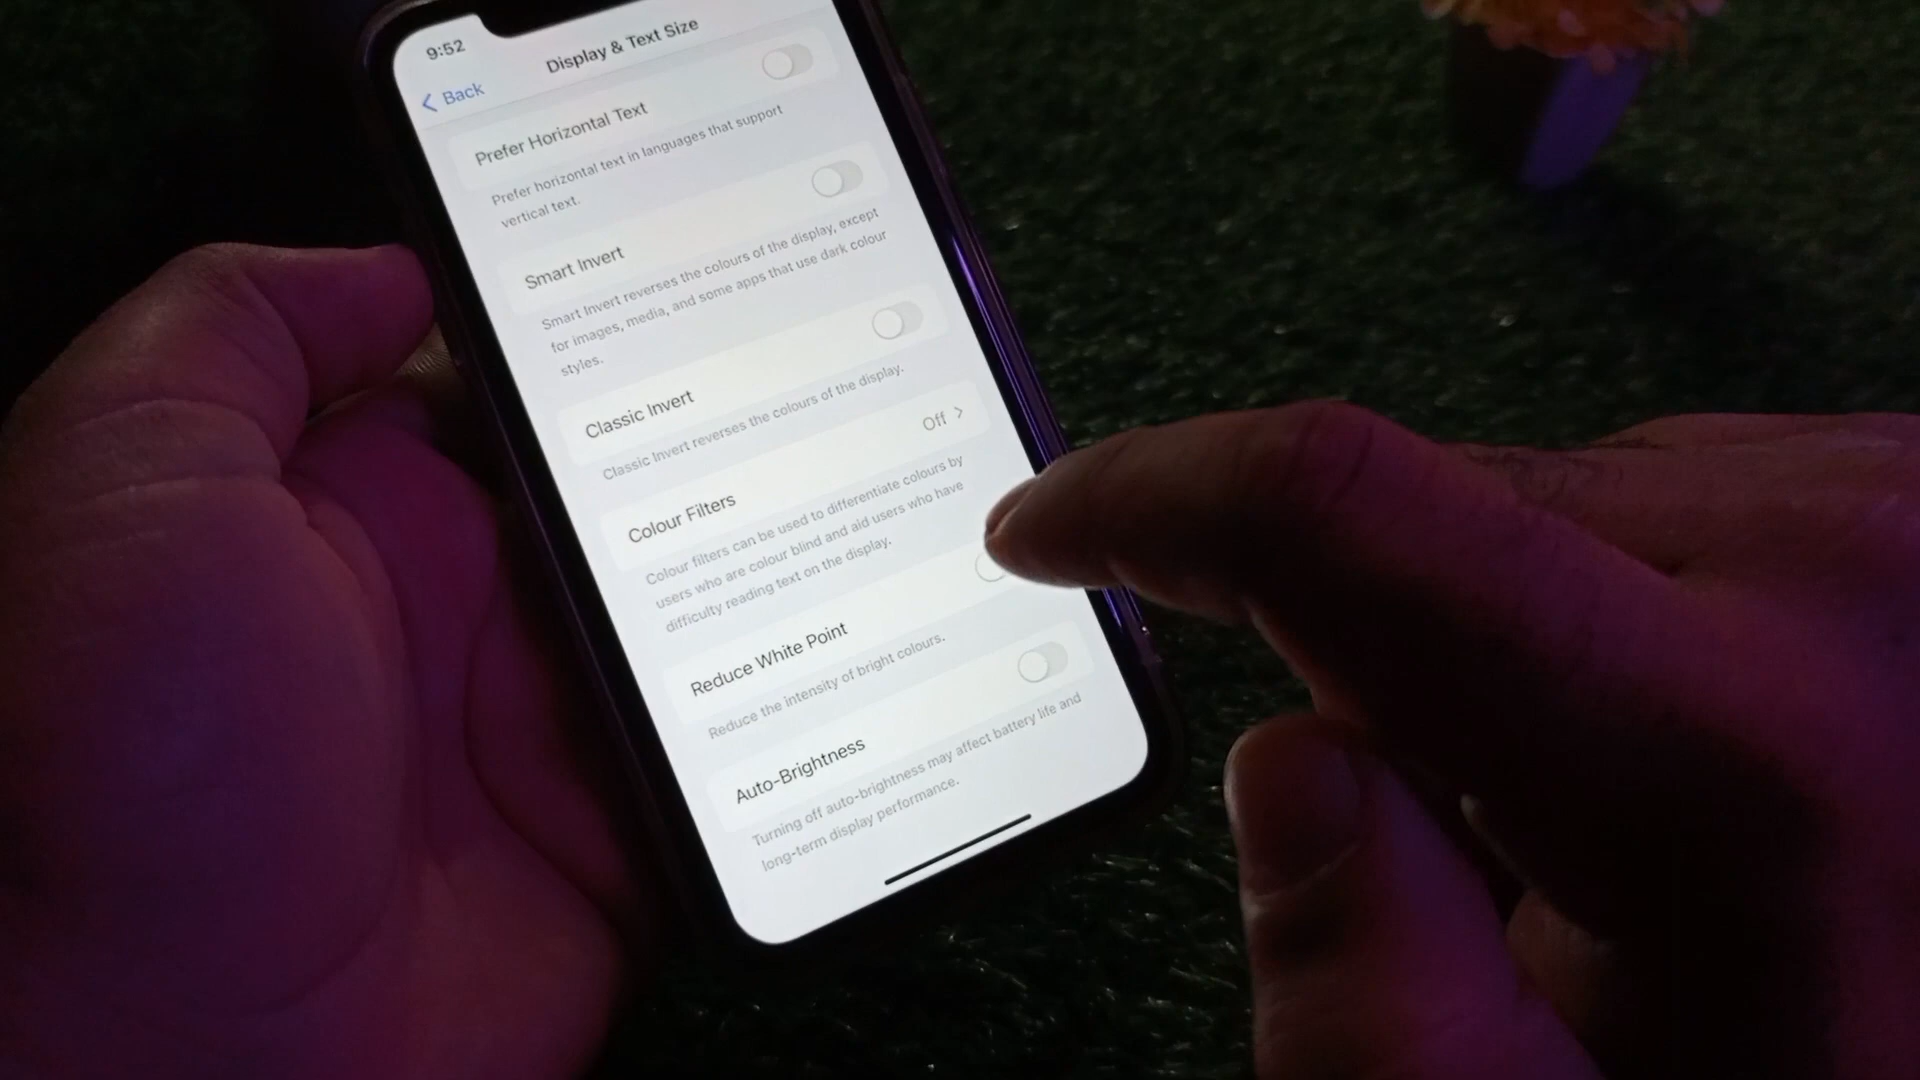 9:52
Display & Text Size
Back
Prefer Horizontal Text
Prefer horizontal text in languages that support
vertical text.
Smart Invert
Smart Invert reverses the colours of the display, except
for images, media, and some apps that use dark colour
styles.
Classic Invert
Classic Invert reverses the colours of the display.
Colour Filters
Off
Colour filters can be used to differentiate colours by
users who are colour blind and aid users who have
difficulty reading text on the display.
Reduce White Point
Reduce the intensity of bright colours.
Auto-Brightness
Turning off auto-brightness may affect battery life and
long-term display performance.